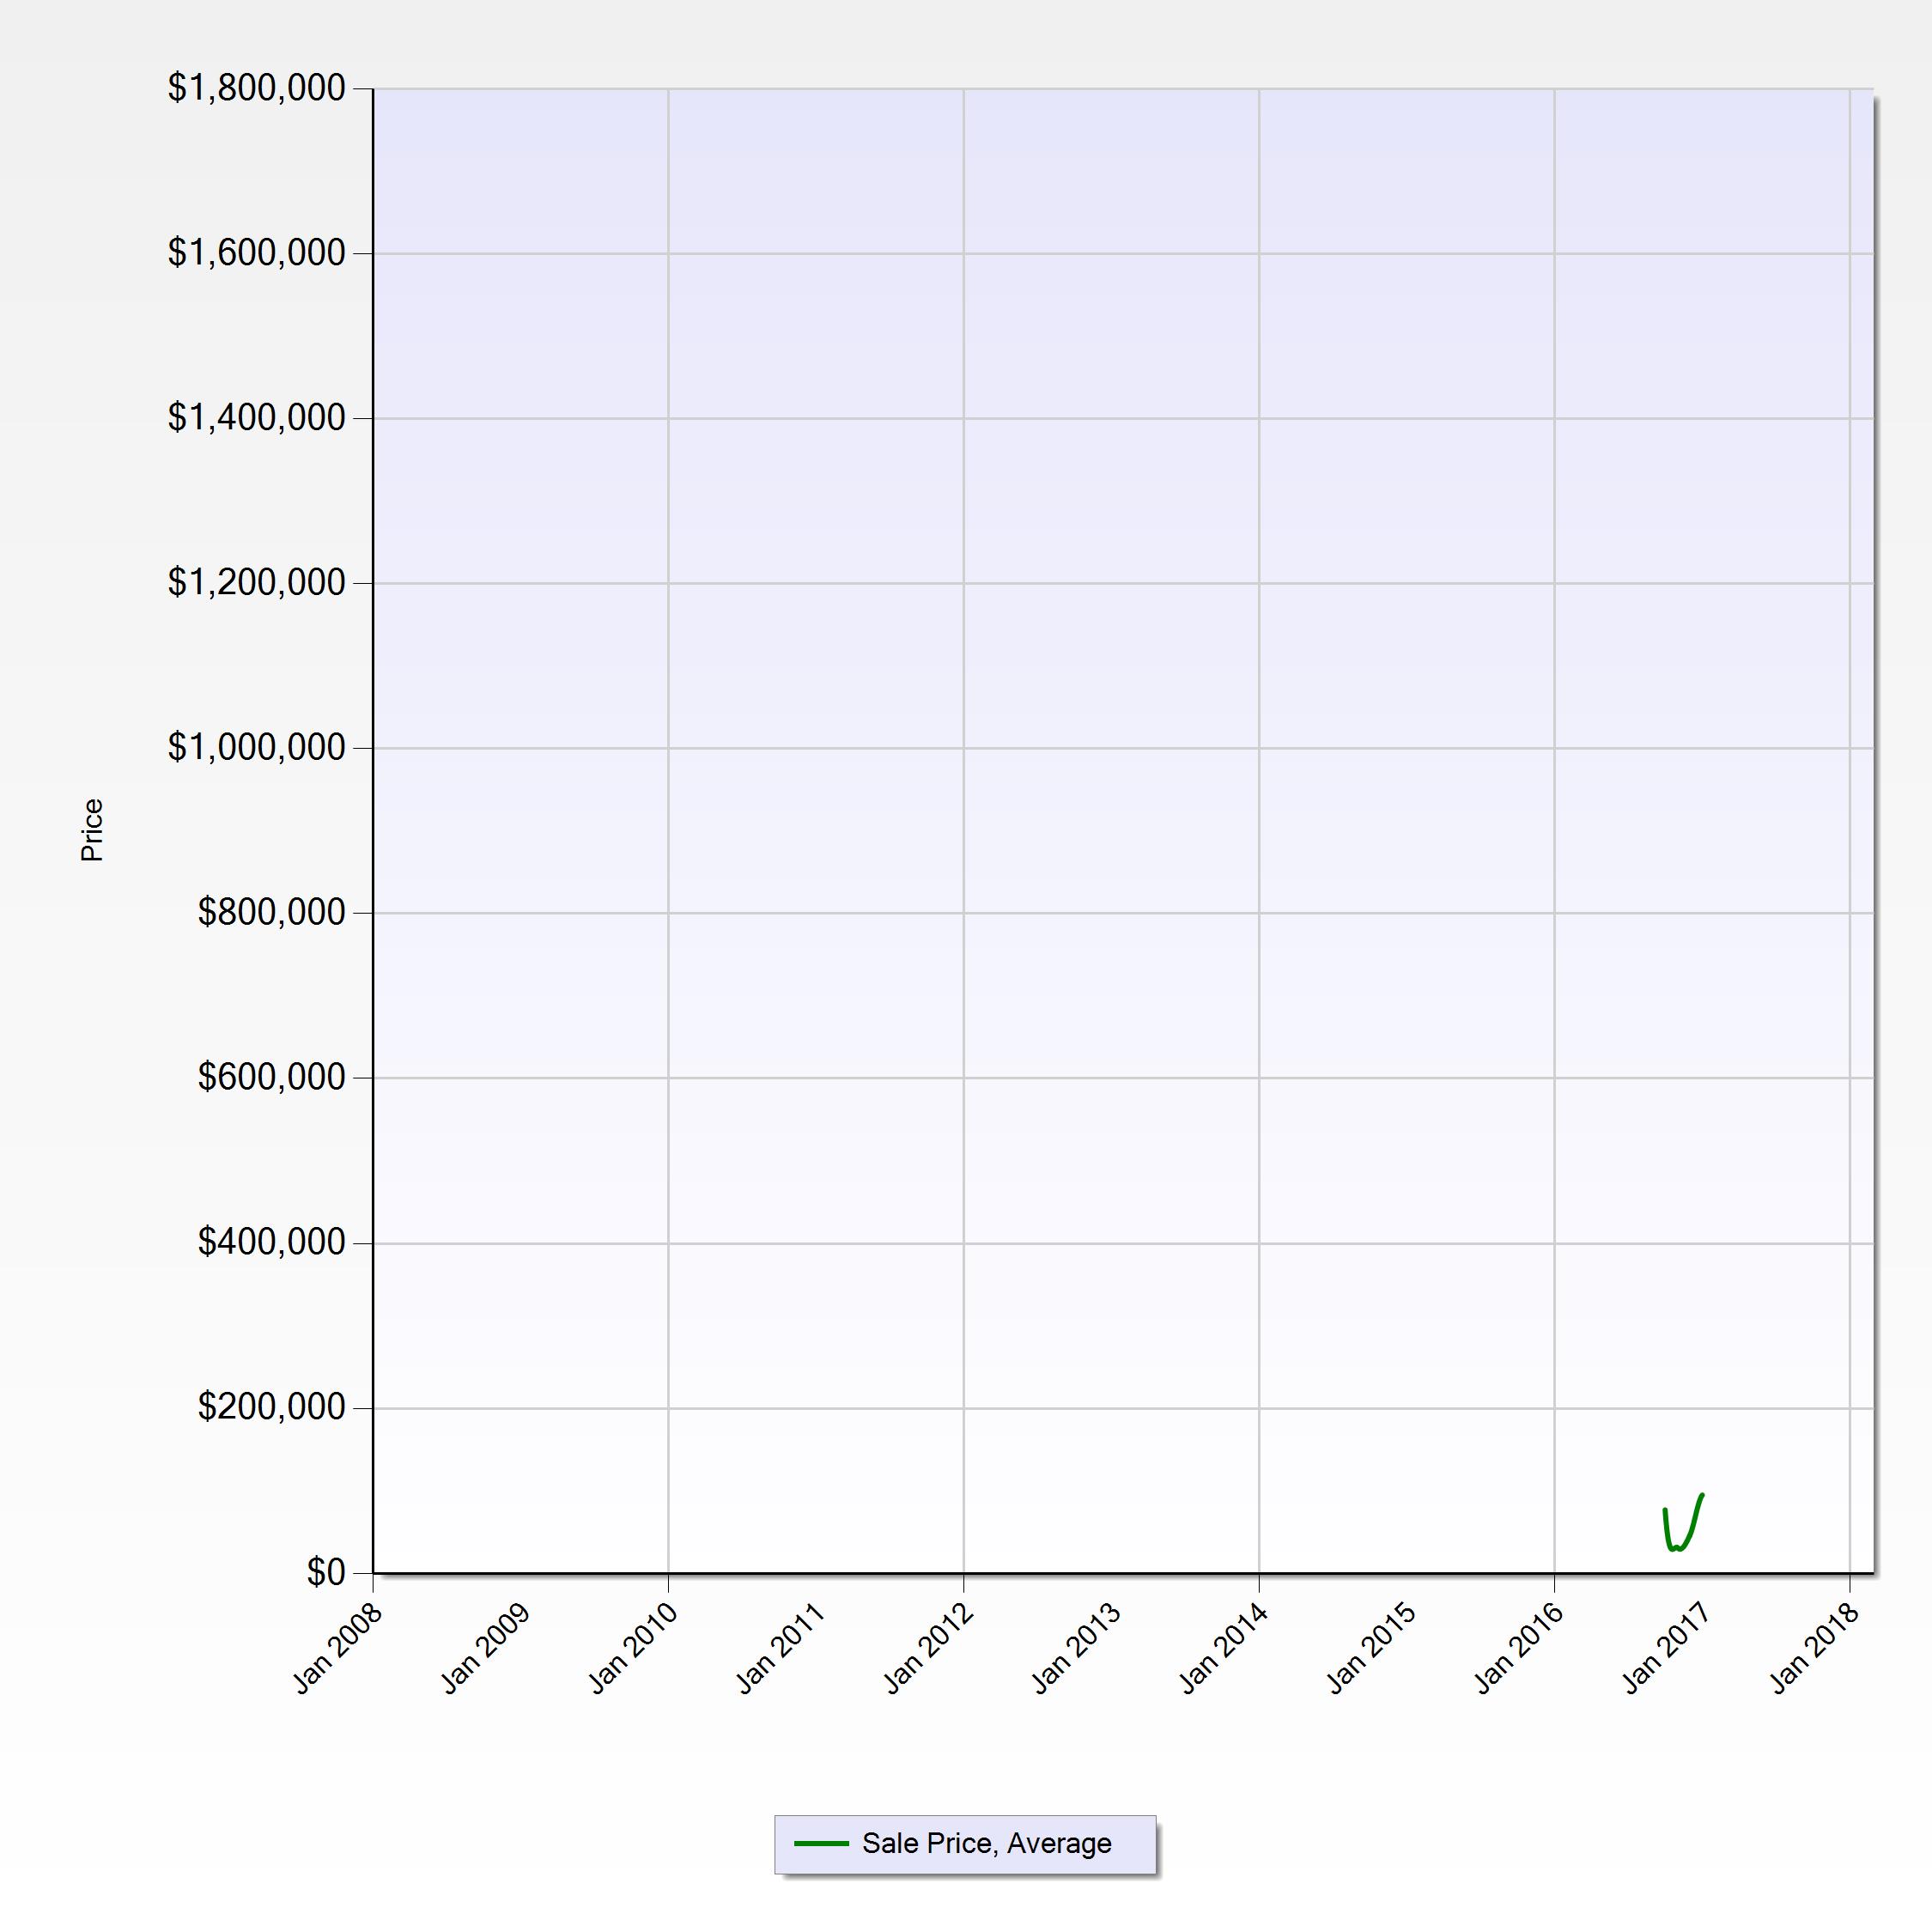 $1,800,000
$1,600,000
$1,400,000
$1,200,000
$1,000,000
Price
$800,000
$600,000
$400,000
$200,000
$0
Jan 2008
Jan 2009
Jan 2010
Jan 2011
Jan 2012
Jan 2013
Jan 2014
Jan 2015
Jan 2016
Jan 2017
Jan 2018
Sale Price, Average